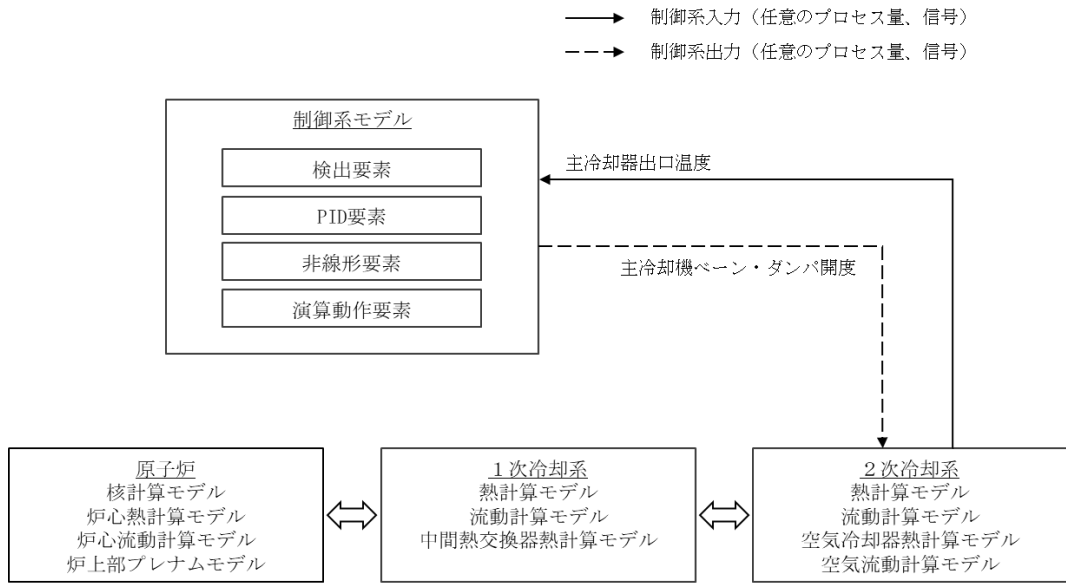 制御系入力（任意のプロセス量、信号）
制御系出力（任意のプロセス量、信号）
制御系モデル
検出要素
PID要素
非線形要素
演算動作要素
主冷却器出口温度
主冷却機ベーン・ダンパ開度
原子炉
核計算モデル
炉心熱計算モデル
炉心流動計算モデル
炉上部プレナムモデル
１次冷却系
熱計算モデル
流動計算モデル
中間熱交換器熱計算モデル
２次冷却系
熱計算モデル
流動計算モデル
空気冷却器熱計算モデル
空気流動計算モデル